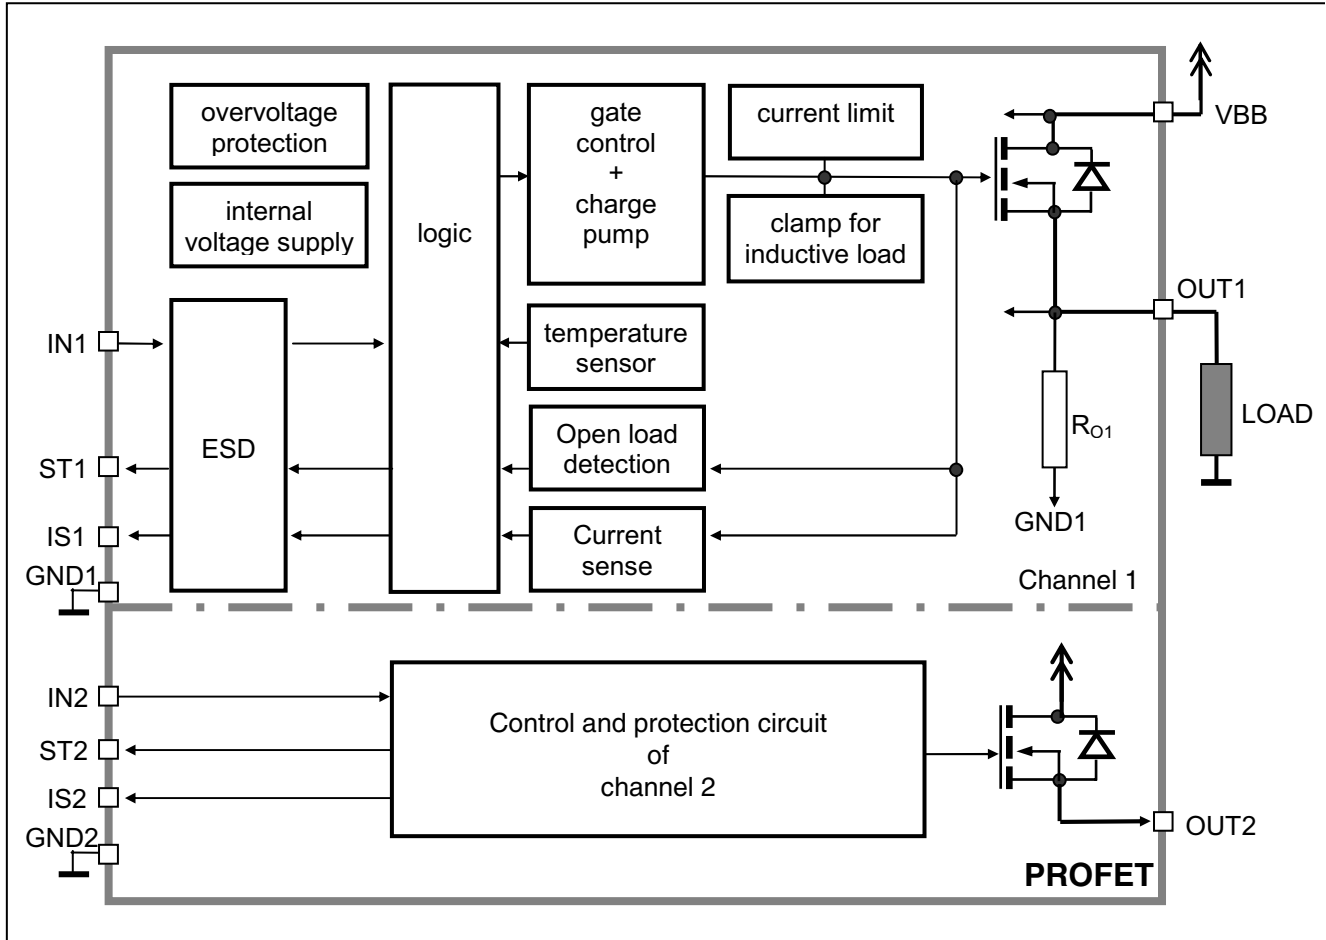 overvoltage
protection
internal
voltage supply
logic
gate
control
+
charge
pump
current limit
clamp for
inductive load
VBB
OUT1
IN1
ESD
temperature
sensor
Open load
detection
Current
sense
R_O1
LOAD
GND1
ST1
IS1
GND1
Channel 1
IN2
ST2
IS2
GND2
Control and protection circuit
of
channel 2
OUT2
PROFET